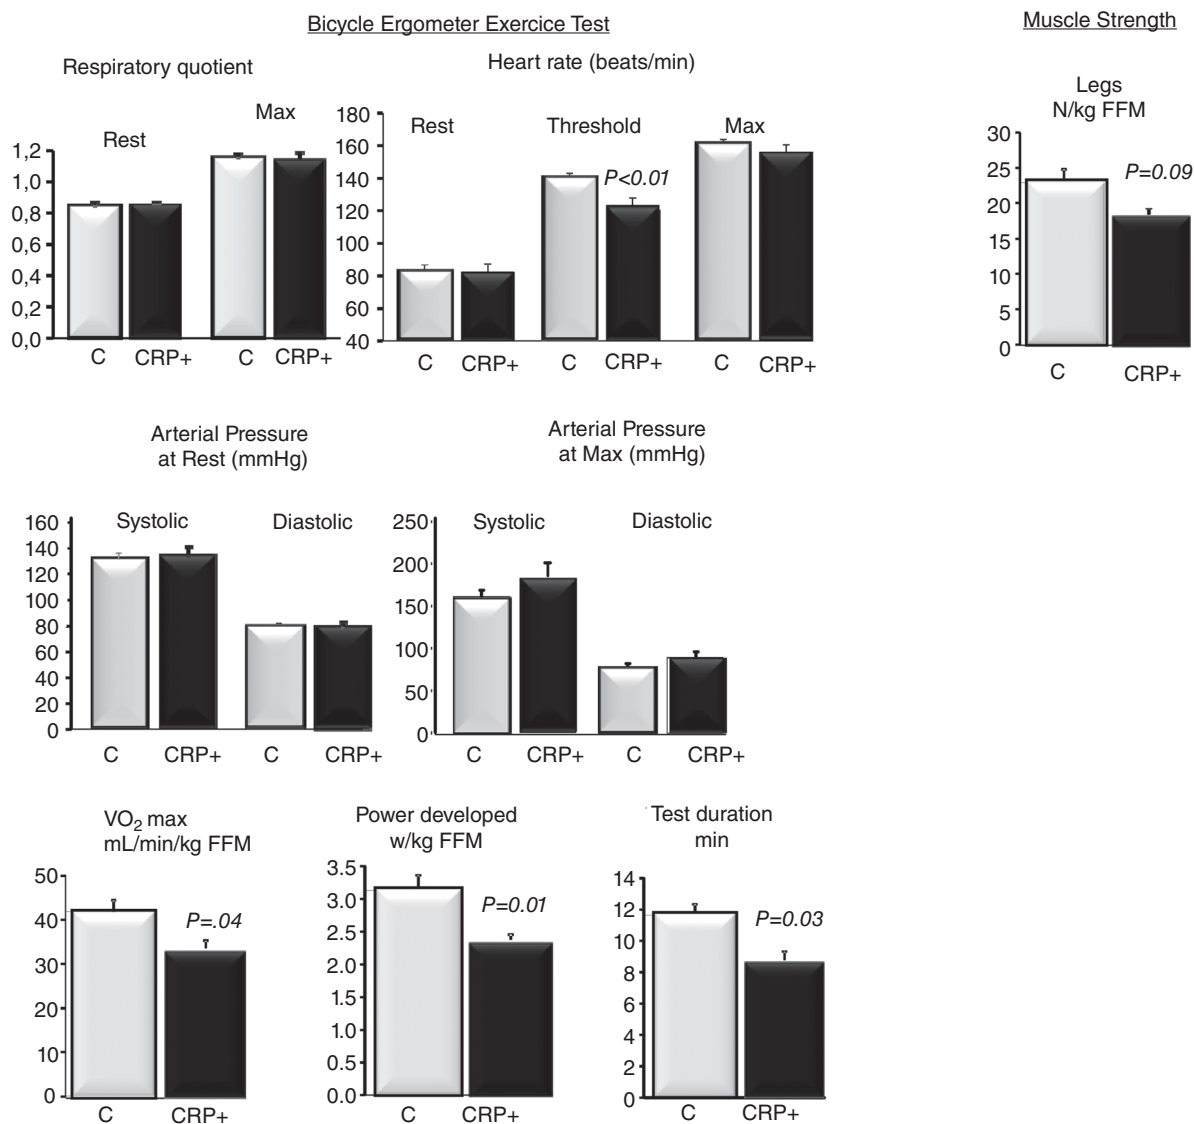 Bicycle Ergometer Exercice Test
Muscle Strength
Respiratory quotient
Rest
Max
1,2
1,0
0,8
0,6
0,4
0,2
0,0
C
CRP+
C
CRP+
Heart rate (beats/min)
Rest
Threshold
Max
P<0.01
180
160
140
120
100
80
60
40
C
CRP+
C
CRP+
C
CRP+
Legs
N/kg FFM
P=0.09
30
25
20
15
10
5
0
C
CRP+
Arterial Pressure
at Rest (mmHg)
Systolic
Diastolic
160
140
120
100
80
60
40
20
0
C
CRP+
C
CRP+
Arterial Pressure
at Max (mmHg)
Systolic
Diastolic
250
200
150
100
50
0
C
CRP+
C
CRP+
VO2 max
mL/min/kg FFM
P=.04
50
40
30
20
10
0
C
CRP+
Power developed
w/kg FFM
P=0.01
3.5
3.0
2.5
2.0
1.5
1.0
0.5
0.0
C
CRP+
Test duration
min
P=0.03
14
12
10
8
6
4
2
0
C
CRP+